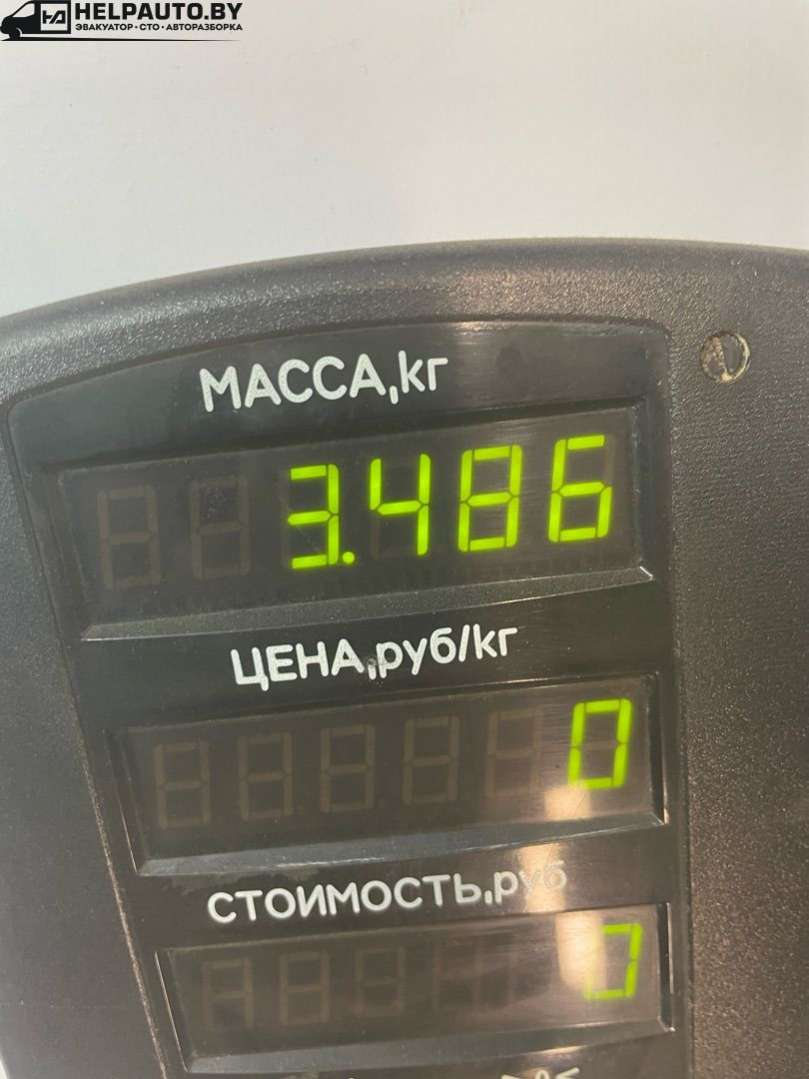 HELPAUTO.BY
ЭВАКУАТОР • СТО • АВТОРАЗБОРКА
МАССА,кг
3.486
ЦЕНА,руб/кг
0
СТОИМОСТЬ,руб
0